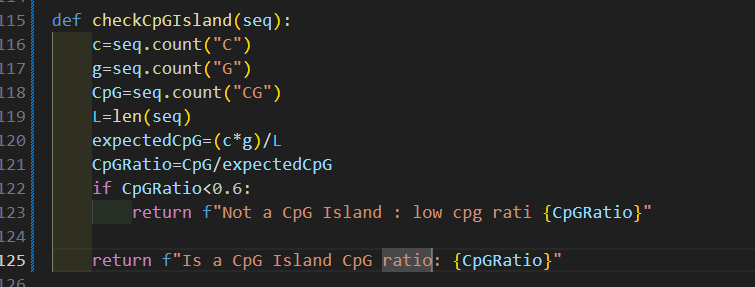 115 def checkCpGIsland(seq):
116     c=seq.count("C")
117     g=seq.count("G")
118     CpG=seq.count("CG")
119     L=len(seq)
120     expectedCpG=(c*g)/L
121     CpGRatio=CpG/expectedCpG
122     if CpGRatio<0.6:
123         return f"Not a CpG Island : low cpg rati {CpGRatio}"
124
125     return f"Is a CpG Island CpG ratio: {CpGRatio}"
126